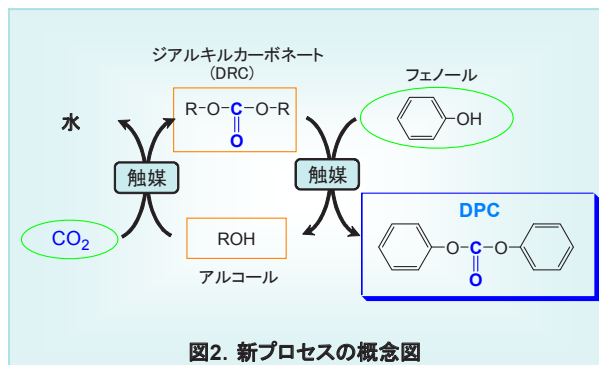 ジアルキルカーボネート
(DRC)
フェノール
水
R-O-C-O-R
O
OH
触媒
触媒
DPC
CO2
ROH
アルコール
O C O
O
図2. 新プロセスの概念図